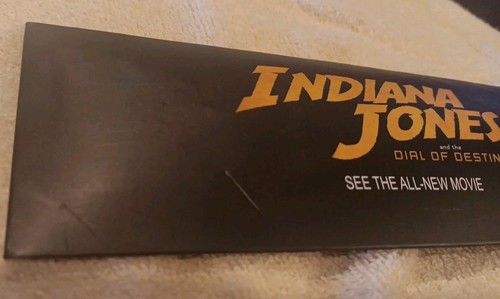 INDIANA
JONES
and the
DIAL OF DESTIN
SEE THE ALL-NEW MOVIE